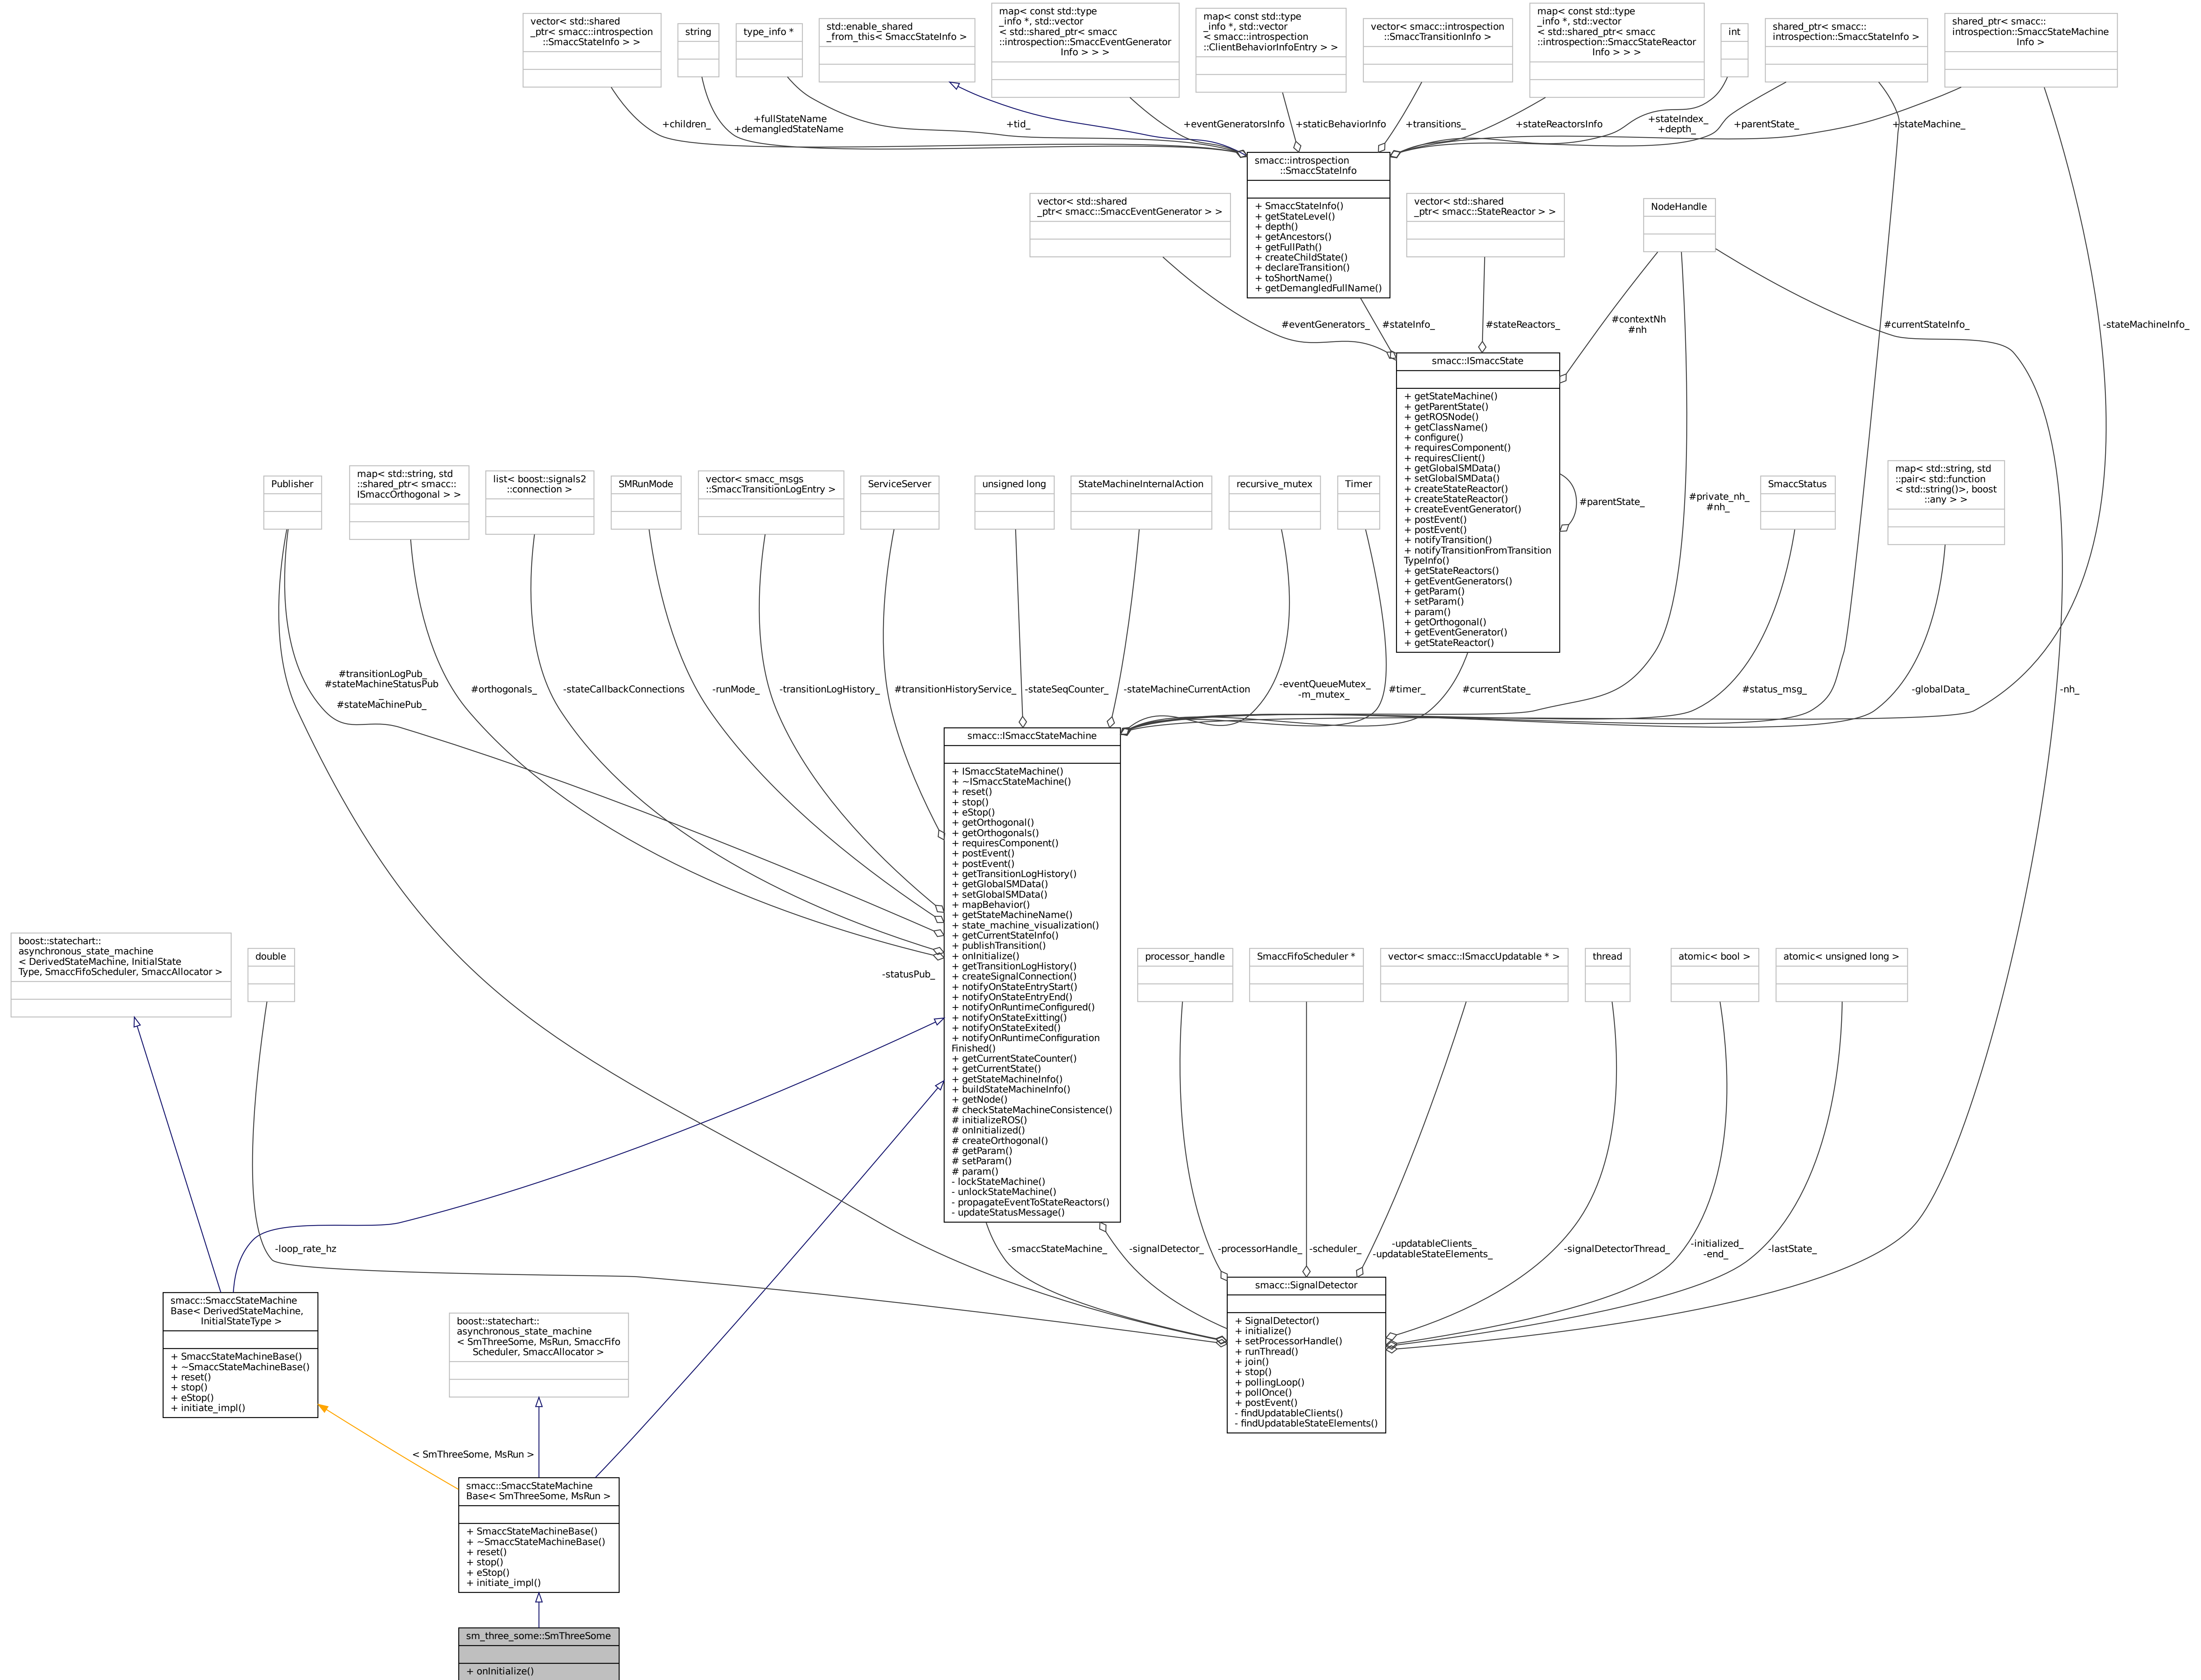 vector< std::shared
_ptr< smacc::introspection
::SmaccStateInfo > >
string
type_info *
std::enable_shared
_from_this< SmaccStateInfo >
map< const std::type
_info *, std::vector
< std::shared_ptr< smacc
::introspection::SmaccEventGenerator
Info > > >
map< const std::type
_info *, std::vector
< smacc::introspection
::ClientBehaviorInfoEntry > >
vector< smacc::introspection
::SmaccTransitionInfo >
map< const std::type
_info *, std::vector
< std::shared_ptr< smacc
::introspection::SmaccStateReactor
Info > > >
int
shared_ptr< smacc::
introspection::SmaccStateInfo >
shared_ptr< smacc::
introspection::SmaccStateMachine
Info >
+children_
+fullStateName
+demangledStateName
+tid_
+eventGeneratorsInfo
+staticBehaviorInfo
+transitions_
+stateReactorsInfo
+stateIndex_
+depth_
+parentState_
+stateMachine_
smacc::introspection
::SmaccStateInfo
+ SmaccStateInfo()
+ getStateLevel()
+ depth()
+ getAncestors()
+ getFullPath()
+ createChildState()
+ declareTransition()
+ toShortName()
+ getDemangledFullName()
vector< std::shared
_ptr< smacc::SmaccEventGenerator > >
vector< std::shared
_ptr< smacc::StateReactor > >
NodeHandle
#eventGenerators_
#stateInfo_
#stateReactors_
#contextNh
#nh
#currentStateInfo_
-stateMachineInfo_
smacc::ISmaccState
+ getStateMachine()
+ getParentState()
+ getROSNode()
+ getClassName()
+ configure()
+ requiresComponent()
+ requiresClient()
+ getGlobalSMData()
+ setGlobalSMData()
+ createStateReactor()
+ createStateReactor()
+ createEventGenerator()
+ postEvent()
+ postEvent()
+ notifyTransition()
+ notifyTransitionFromTransition
TypeInfo()
+ getStateReactors()
+ getEventGenerators()
+ getParam()
+ setParam()
+ param()
+ getOrthogonal()
+ getEventGenerator()
+ getStateReactor()
#parentState_
#private_nh_
#nh_
Publisher
map< std::string, std
::shared_ptr< smacc::
ISmaccOrthogonal > >
list< boost::signals2
::connection >
SMRunMode
vector< smacc_msgs
::SmaccTransitionLogEntry >
ServiceServer
unsigned long
StateMachineInternalAction
recursive_mutex
Timer
SmaccStatus
map< std::string, std
::pair< std::function
< std::string()>, boost
::any > >
#transitionLogPub_
#stateMachineStatusPub
_
#stateMachinePub_
#orthogonals_
-stateCallbackConnections
-runMode_
-transitionLogHistory_
#transitionHistoryService_
-stateSeqCounter_
-stateMachineCurrentAction
-eventQueueMutex_
-m_mutex_
#timer_
#currentState_
#status_msg_
-globalData_
-nh_
smacc::ISmaccStateMachine
+ ISmaccStateMachine()
+ ~ISmaccStateMachine()
+ reset()
+ stop()
+ eStop()
+ getOrthogonal()
+ getOrthogonals()
+ requiresComponent()
+ postEvent()
+ postEvent()
+ getTransitionLogHistory()
+ getGlobalSMData()
+ setGlobalSMData()
+ mapBehavior()
+ getStateMachineName()
+ state_machine_visualization()
+ getCurrentStateInfo()
+ publishTransition()
+ onInitialize()
+ getTransitionLogHistory()
+ createSignalConnection()
+ notifyOnStateEntryStart()
+ notifyOnStateEntryEnd()
+ notifyOnRuntimeConfigured()
+ notifyOnStateExitting()
+ notifyOnStateExited()
+ notifyOnRuntimeConfiguration
Finished()
+ getCurrentStateCounter()
+ getCurrentState()
+ getStateMachineInfo()
+ buildStateMachineInfo()
+ getNode()
# checkStateMachineConsistence()
# initializeROS()
# onInitialized()
# createOrthogonal()
# getParam()
# setParam()
# param()
- lockStateMachine()
- unlockStateMachine()
- propagateEventToStateReactors()
- updateStatusMessage()
boost::statechart::
asynchronous_state_machine
< DerivedStateMachine, InitialState
Type, SmaccFifoScheduler, SmaccAllocator >
double
-statusPub_
processor_handle
SmaccFifoScheduler *
vector< smacc::ISmaccUpdatable * >
thread
atomic< bool >
atomic< unsigned long >
-loop_rate_hz
-smaccStateMachine_
-signalDetector_
-processorHandle_
-scheduler_
-updatableClients_
-updatableStateElements_
-signalDetectorThread_
-initialized_
-end_
-lastState_
smacc::SignalDetector
+ SignalDetector()
+ initialize()
+ setProcessorHandle()
+ runThread()
+ join()
+ stop()
+ pollingLoop()
+ pollOnce()
+ postEvent()
- findUpdatableClients()
- findUpdatableStateElements()
smacc::SmaccStateMachine
Base< DerivedStateMachine,
InitialStateType >
+ SmaccStateMachineBase()
+ ~SmaccStateMachineBase()
+ reset()
+ stop()
+ eStop()
+ initiate_impl()
boost::statechart::
asynchronous_state_machine
< SmThreeSome, MsRun, SmaccFifo
Scheduler, SmaccAllocator >
< SmThreeSome, MsRun >
smacc::SmaccStateMachine
Base< SmThreeSome, MsRun >
+ SmaccStateMachineBase()
+ ~SmaccStateMachineBase()
+ reset()
+ stop()
+ eStop()
+ initiate_impl()
sm_three_some::SmThreeSome
+ onInitialize()